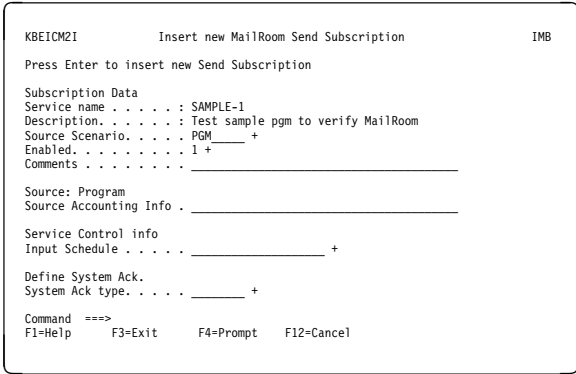 KBEICM2I Insert new MailRoom Send Subscription IMB
Press Enter to insert new Send Subscription
Subscription Data
Service name . . . . . : SAMPLE-1
Description. . . . . . : Test sample pgm to verify MailRoom
Source Scenario. . . . . PGM_____ +
Enabled. . . . . . . . . 1 +
Comments . . . . . . . . ________________________________________
Source: Program
Source Accounting Info . ________________________________________
Service Control info
Input Schedule . . . . . ____________________ +
Define System Ack.
System Ack type. . . . . ________ +
Command ===>
F1=Help F3=Exit F4=Prompt F12=Cancel